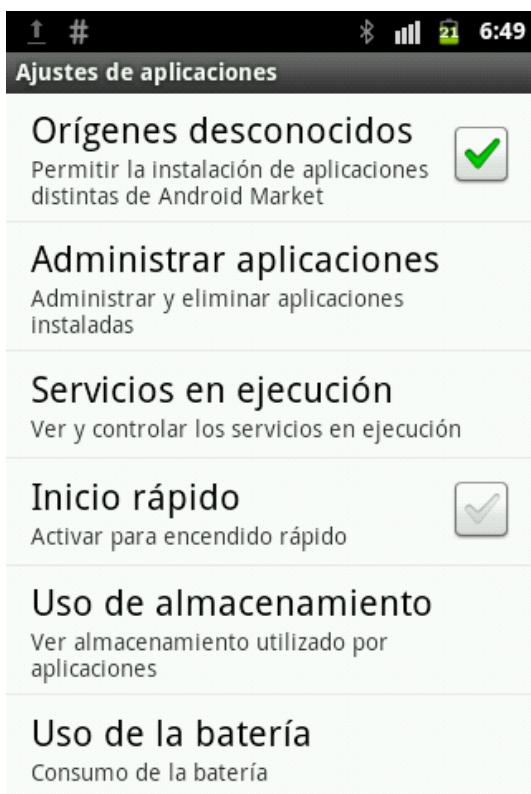 # 21 6:49
Ajustes de aplicaciones
Orígenes desconocidos
Permitir la instalación de aplicaciones
distintas de Android Market
Administrar aplicaciones
Administrar y eliminar aplicaciones
instaladas
Servicios en ejecución
Ver y controlar los servicios en ejecución
Inicio rápido
Activar para encendido rápido
Uso de almacenamiento
Ver almacenamiento utilizado por
aplicaciones
Uso de la batería
Consumo de la batería